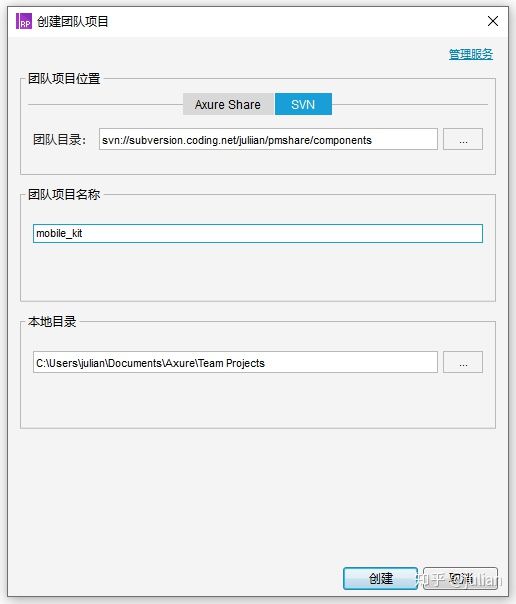 RP 创建团队项目
管理服务
团队项目位置
Axure Share SVN
团队目录: svn://subversion.coding.net/juliian/pmshare/components ...
团队项目名称
mobile_kit
本地目录
C:\Users\julian\Documents\Axure\Team Projects ...
创建 取消
知乎 @julian